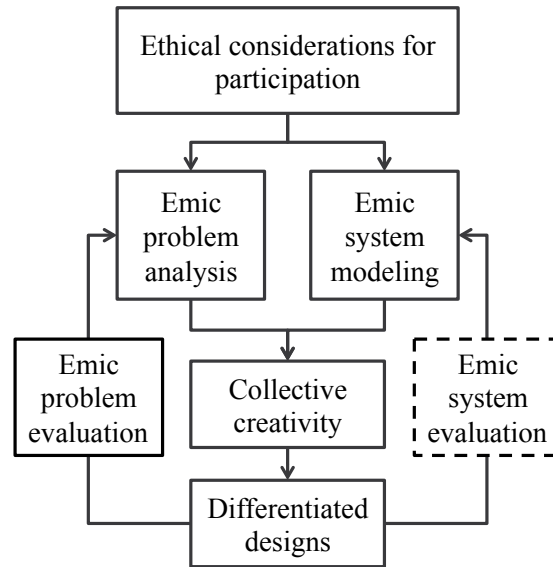 Ethical considerations for
participation
Emic
problem
analysis
Emic
system
modeling
Emic
problem
evaluation
Collective
creativity
Emic
system
evaluation
Differentiated
designs